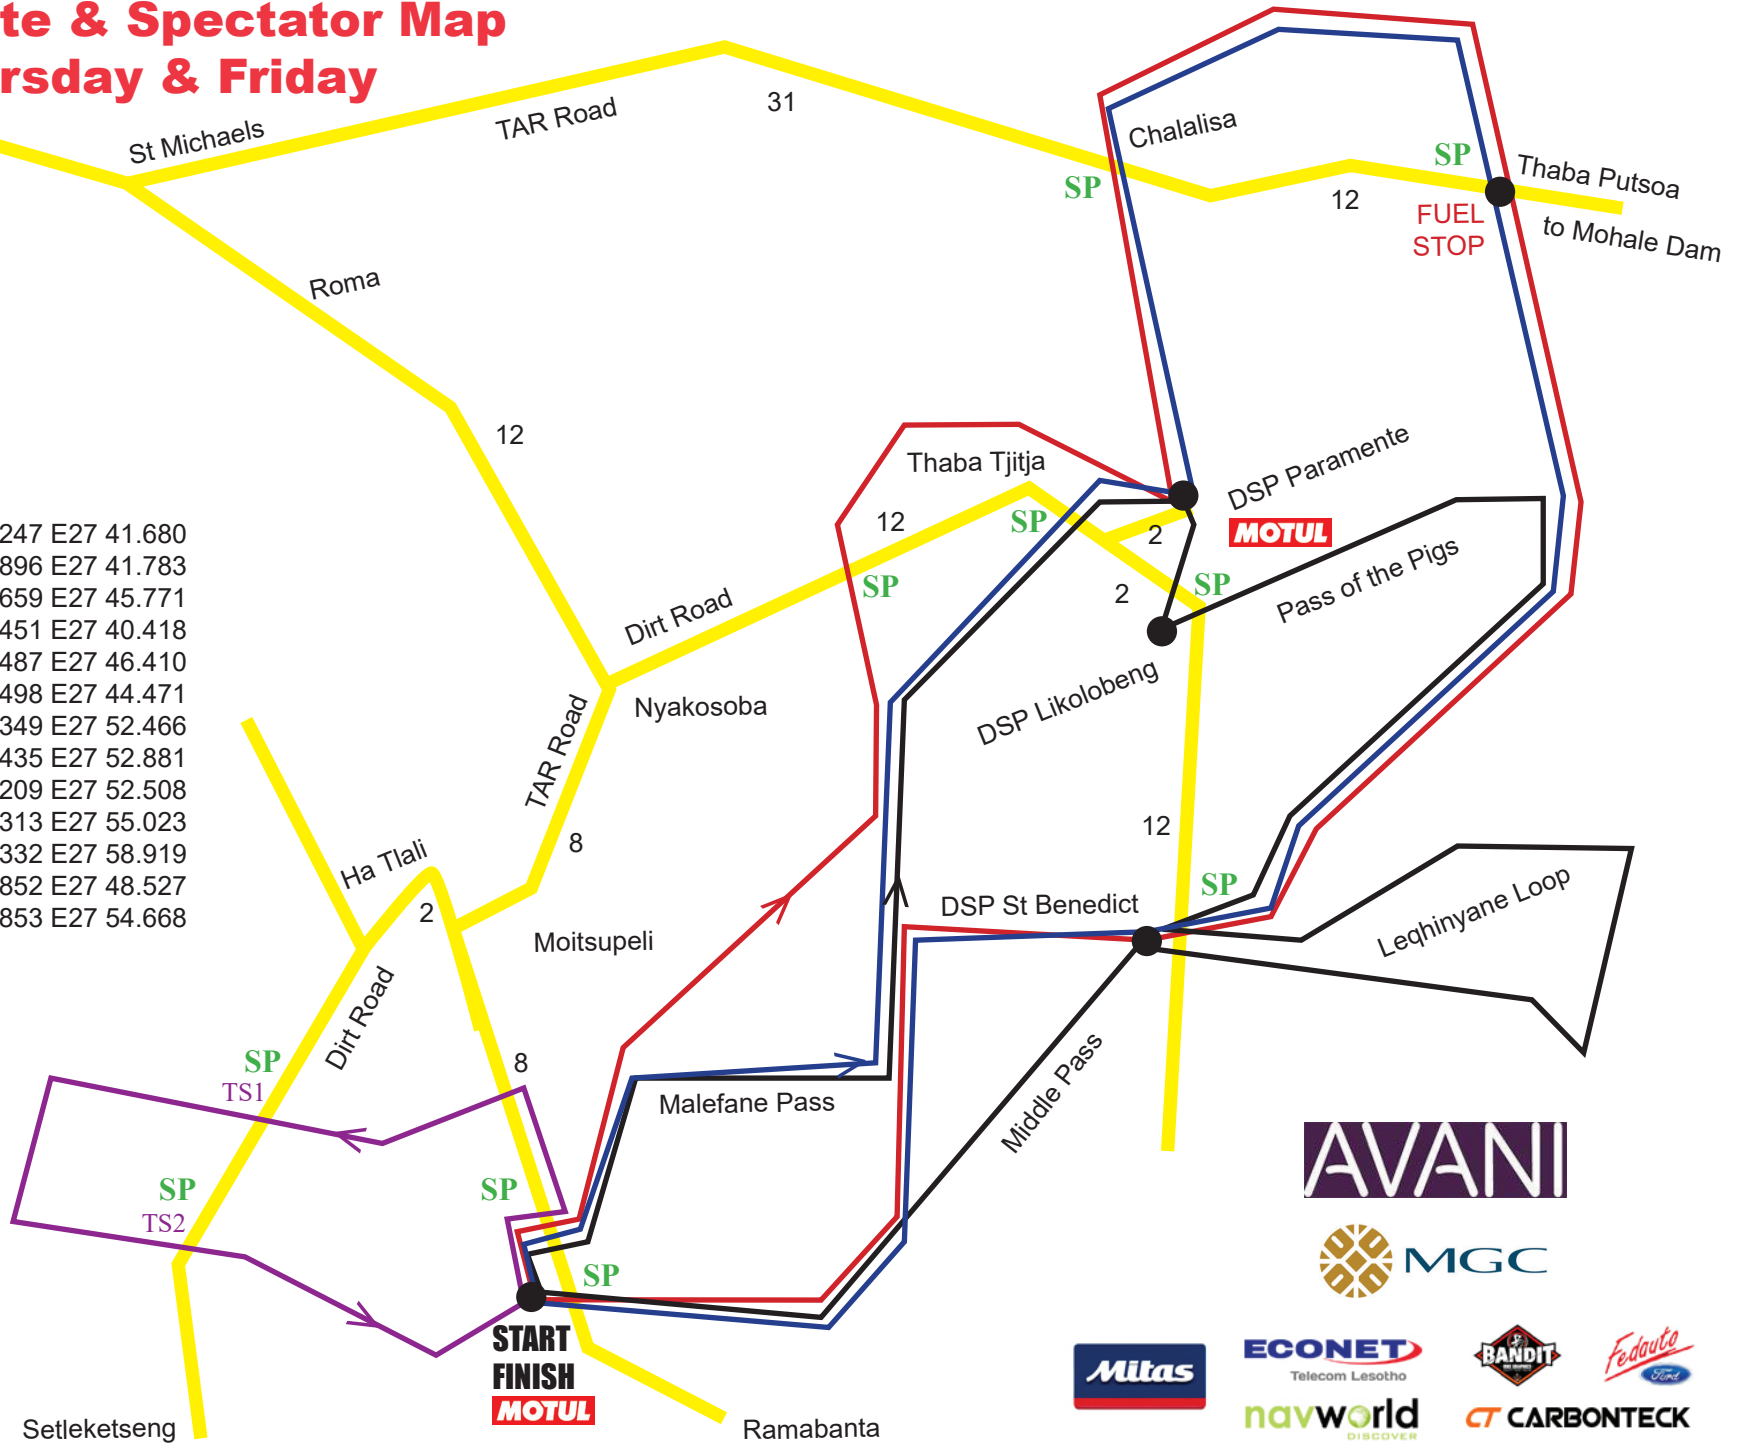 te & Spectator Map
rsday & Friday
St Michaels
TAR Road
31
Chalalisa
SP
SP
12
Thaba Putsoa
FUEL
STOP
to Mohale Dam
Roma
12
Thaba Tjitja
12
SP
DSP Paramente
MOTUL
2
2
SP
SP
Pass of the Pigs
Dirt Road
Nyakosoba
DSP Likolobeng
TAR Road
8
12
247 E27 41.680
896 E27 41.783
659 E27 45.771
451 E27 40.418
487 E27 46.410
498 E27 44.471
349 E27 52.466
435 E27 52.881
209 E27 52.508
313 E27 55.023
332 E27 58.919
852 E27 48.527
853 E27 54.668
Ha Tlali
2
Moitsupeli
DSP St Benedict
SP
Leqhinyane Loop
Dirt Road
SP
TS1
8
Malefane Pass
Middle Pass
SP
TS2
SP
SP
START
FINISH
MOTUL
Setleketseng
Ramabanta
AVANI
MGC
Mitas
ECONET
Telecom Lesotho
BANDIT
Fedauto
Ford
navworld
DISCOVER
CT CARBONTECK